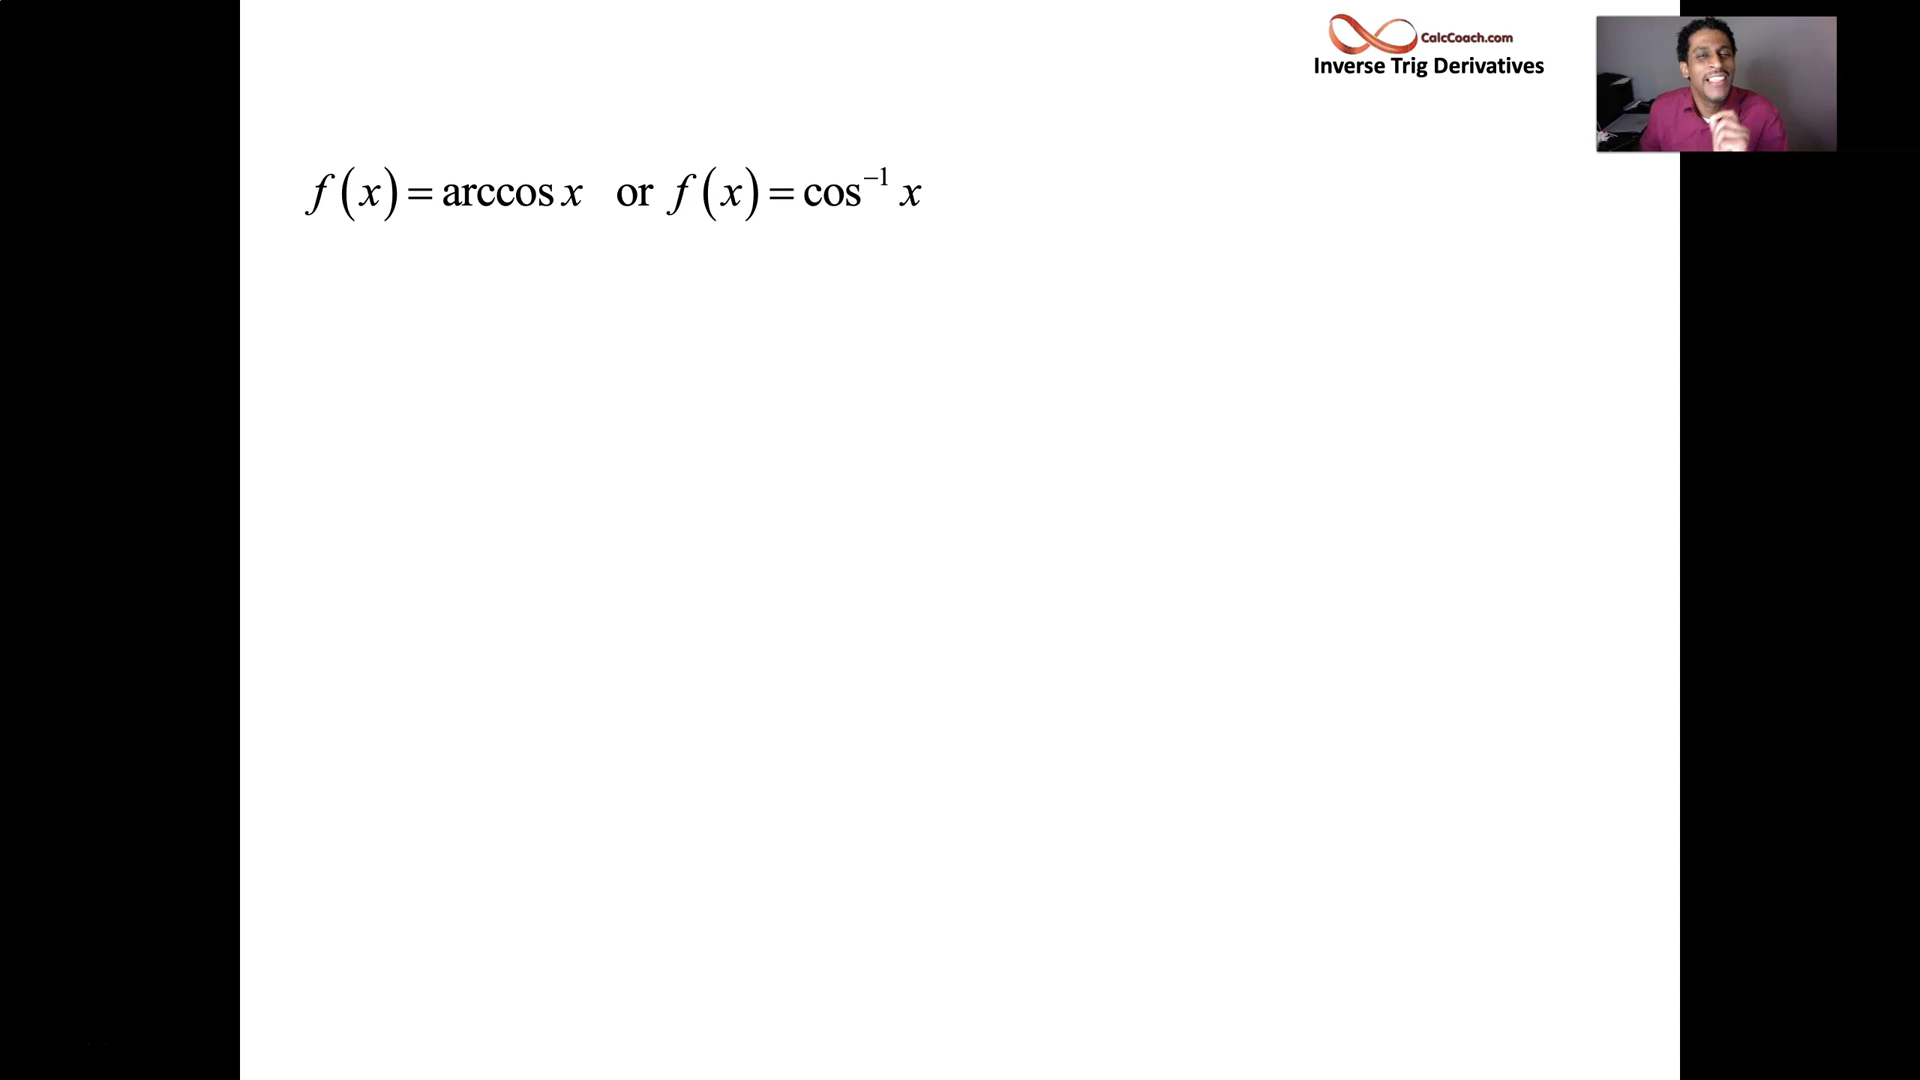 CalcCoach.com
Inverse Trig Derivatives
f(x) = arccos x or f(x) = cos⁻¹ x